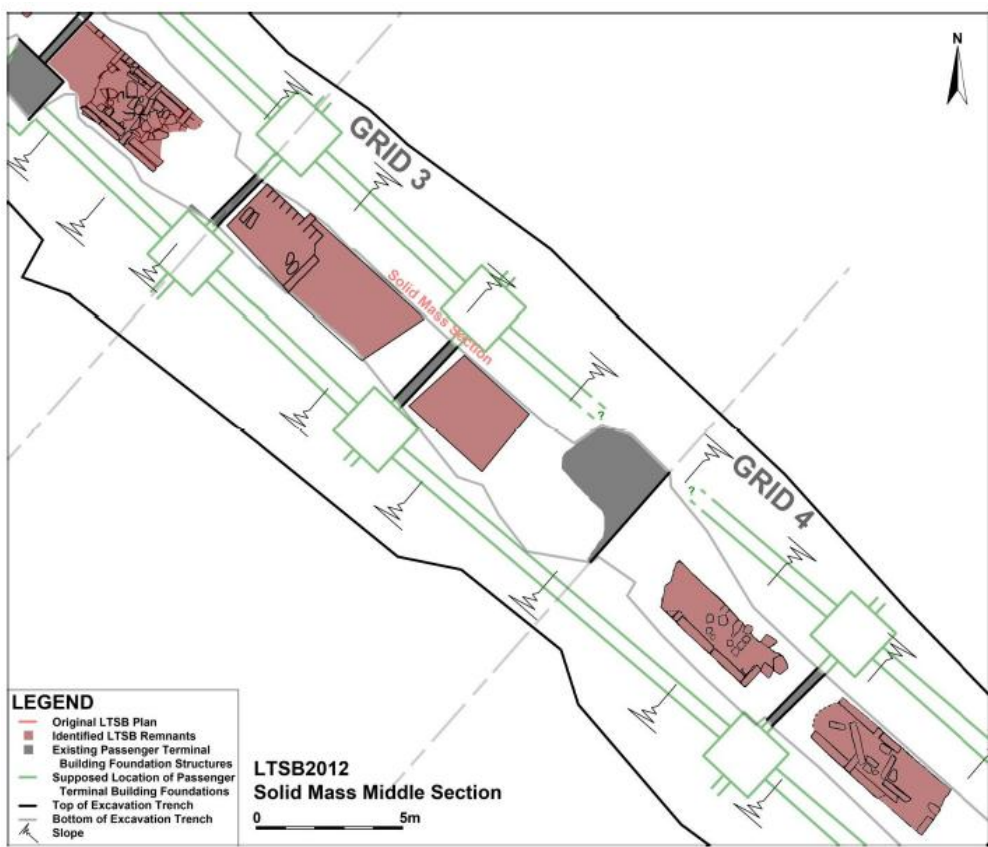 N
GRID 3
Solid Mass Section
?
GRID 4
?
LEGEND
Original LTSB Plan
Identified LTSB Remnants
Existing Passenger Terminal
Building Foundation Structures
Supposed Location of Passenger
Terminal Building Foundations
Top of Excavation Trench
Bottom of Excavation Trench
Slope
LTSB2012
Solid Mass Middle Section
0 5m